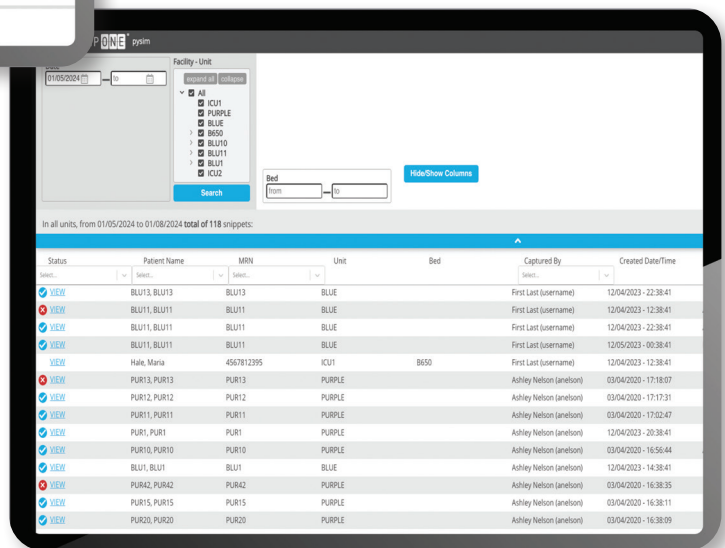 PONE® pysim
Date
01/05/2024 — to
Facility - Unit
expand all collapse
All
ICU1
PURPLE
BLUE
B650
BLU10
BLU11
BLU1
ICU2
Search
Bed
from — to
Hide/Show Columns
In all units, from 01/05/2024 to 01/08/2024 total of 118 snippets:
Status Patient Name MRN Unit Bed Captured By Created Date/Time
Select... Select... Select... Select...
VIEW BLU13, BLU13 BLU13 BLUE First Last (username) 12/04/2023 - 22:38:41
VIEW BLU11, BLU11 BLU11 BLUE First Last (username) 12/04/2023 - 12:38:41
VIEW BLU11, BLU11 BLU11 BLUE First Last (username) 12/04/2023 - 22:38:41
VIEW BLU11, BLU11 BLU11 BLUE First Last (username) 12/05/2023 - 00:38:41
VIEW Hale, Maria 4567812395 ICU1 B650 First Last (username) 12/04/2023 - 12:38:41
VIEW PUR13, PUR13 PUR13 PURPLE Ashley Nelson (anelson) 03/04/2020 - 17:18:07
VIEW PUR12, PUR12 PUR12 PURPLE Ashley Nelson (anelson) 03/04/2020 - 17:17:31
VIEW PUR11, PUR11 PUR11 PURPLE Ashley Nelson (anelson) 03/04/2020 - 17:02:47
VIEW PUR1, PUR1 PUR1 PURPLE Ashley Nelson (anelson) 12/04/2023 - 20:38:41
VIEW PUR10, PUR10 PUR10 PURPLE Ashley Nelson (anelson) 03/04/2020 - 16:56:44
VIEW BLU1, BLU1 BLU1 BLUE Ashley Nelson (anelson) 12/04/2023 - 14:38:41
VIEW PUR42, PUR42 PUR42 PURPLE Ashley Nelson (anelson) 03/04/2020 - 16:38:35
VIEW PUR15, PUR15 PUR15 PURPLE Ashley Nelson (anelson) 03/04/2020 - 16:38:11
VIEW PUR20, PUR20 PUR20 PURPLE Ashley Nelson (anelson) 03/04/2020 - 16:38:09